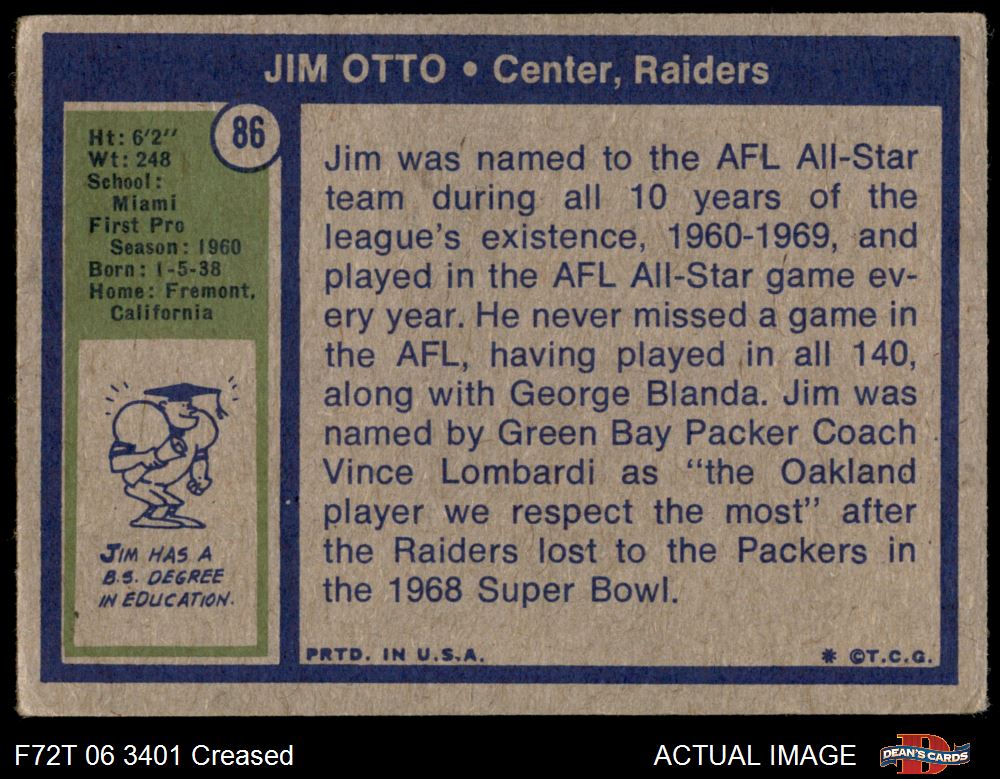 JIM OTTO • Center, Raiders
86
Ht: 6'2"
Wt: 248
School:
Miami
First Pro
Season: 1960
Born: 1-5-38
Home: Fremont,
California
JIM HAS A
B.S. DEGREE
IN EDUCATION.
Jim was named to the AFL All-Star
team during all 10 years of the
league's existence, 1960-1969, and
played in the AFL All-Star game ev-
ery year. He never missed a game in
the AFL, having played in all 140,
along with George Blanda. Jim was
named by Green Bay Packer Coach
Vince Lombardi as "the Oakland
player we respect the most" after
the Raiders lost to the Packers in
the 1968 Super Bowl.
PRTD. IN U.S.A.
* ©T.C.G.
F72T 06 3401 Creased
ACTUAL IMAGE
DEAN'S CARDS